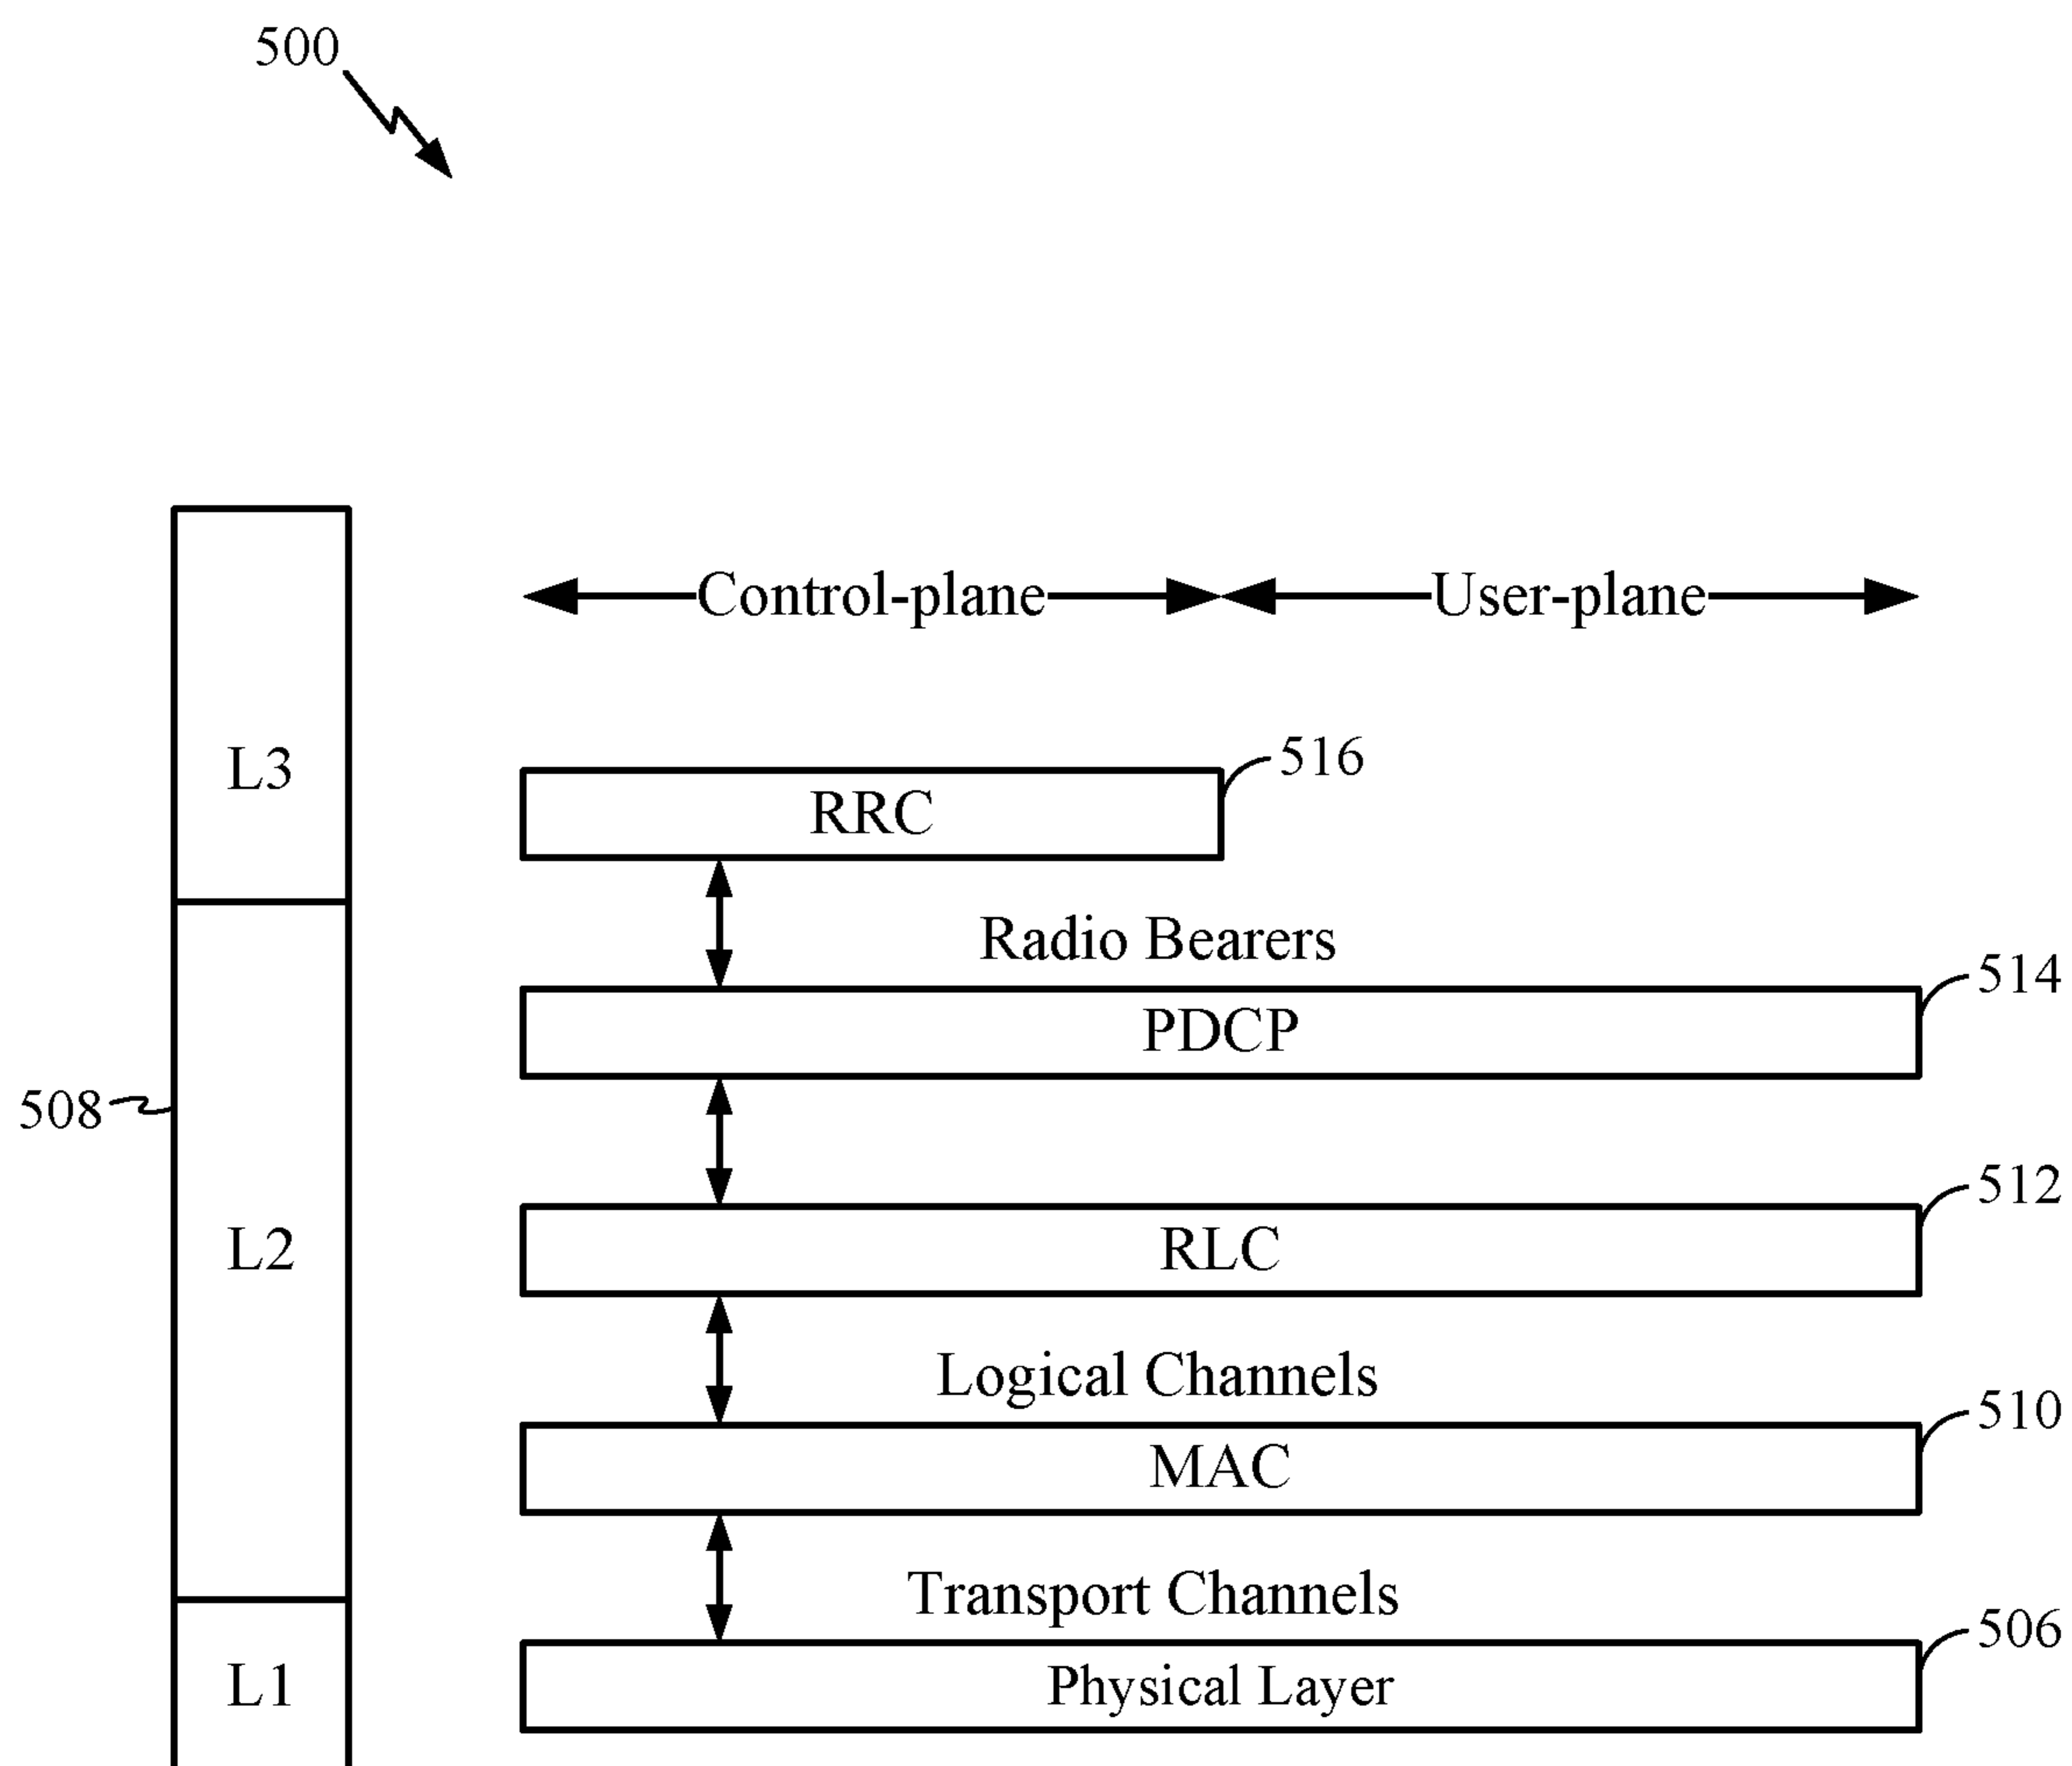 500
Control-plane User-plane
L3
516
RRC
Radio Bearers
514
PDCP
508
512
L2
RLC
Logical Channels
510
MAC
Transport Channels
506
L1
Physical Layer